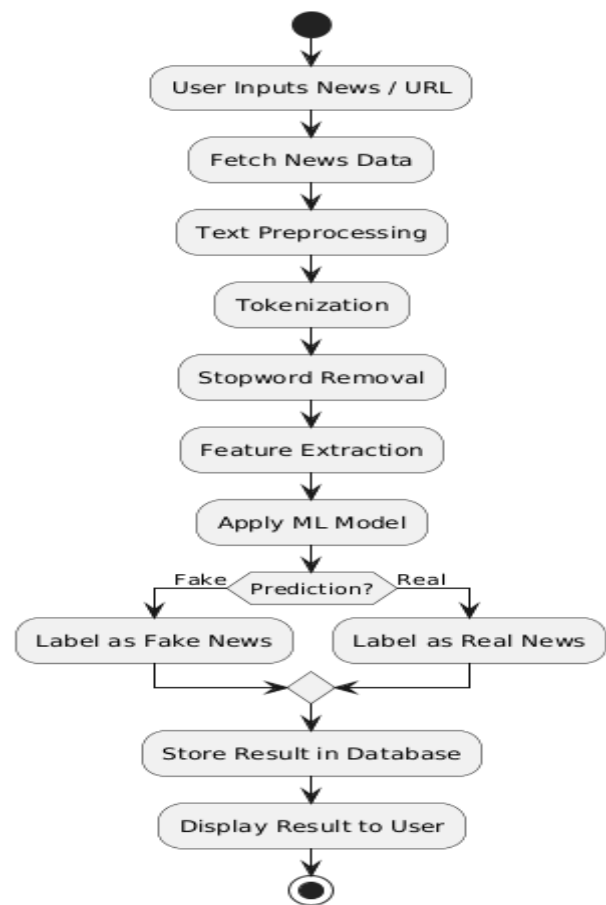 User Inputs News / URL
Fetch News Data
Text Preprocessing
Tokenization
Stopword Removal
Feature Extraction
Apply ML Model
Fake
Prediction?
Real
Label as Fake News
Label as Real News
Store Result in Database
Display Result to User